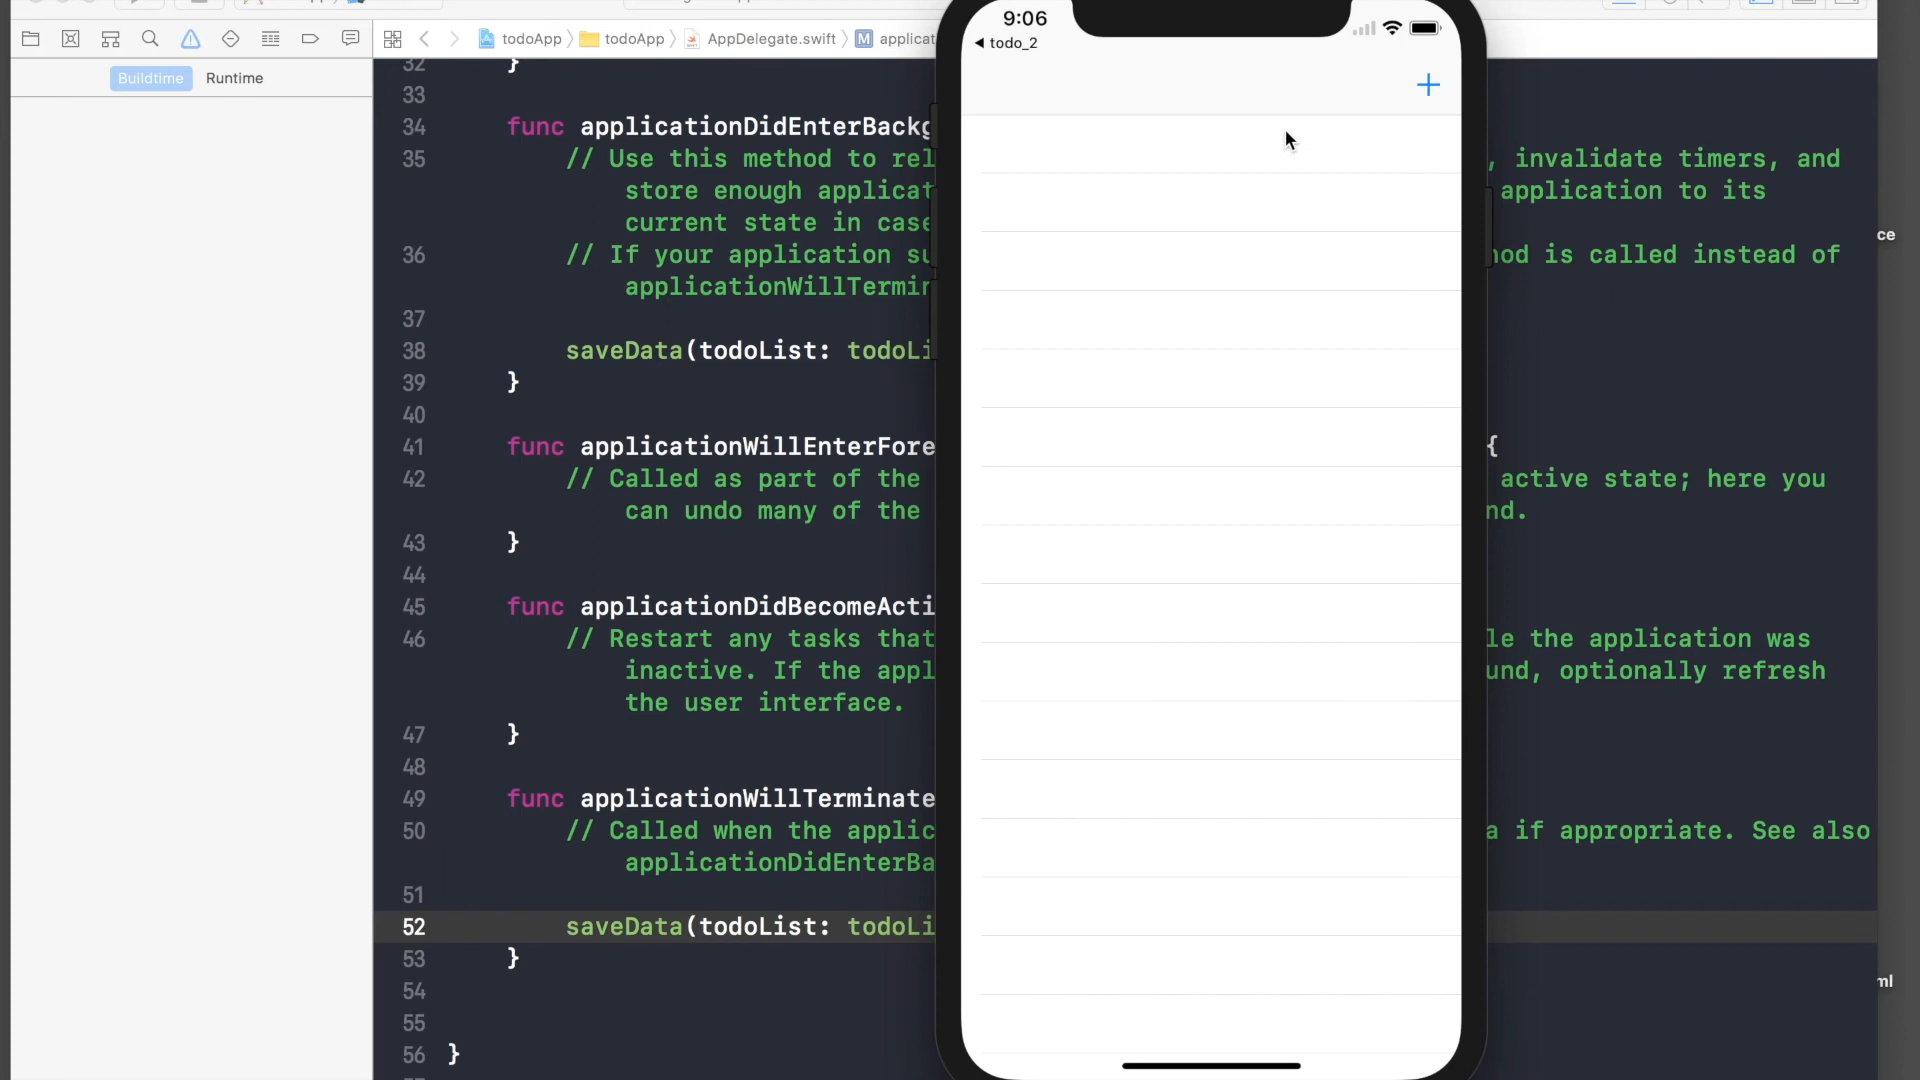 todoApp 〉 todoApp 〉 AppDelegate.swift 〉 M applicat
Buildtime Runtime
32 }
33
34 func applicationDidEnterBackg
35 // Use this method to rel , invalidate timers, and
store enough applicat application to its
current state in case
36 // If your application su hod is called instead of
applicationWillTermin
37
38 saveData(todoList: todoLi
39 }
40
41 func applicationWillEnterFore {
42 // Called as part of the active state; here you
can undo many of the nd.
43 }
44
45 func applicationDidBecomeActi
46 // Restart any tasks that le the application was
inactive. If the appl und, optionally refresh
the user interface.
47 }
48
49 func applicationWillTerminate
50 // Called when the applic a if appropriate. See also
applicationDidEnterBa
51
52 saveData(todoList: todoLi
53 }
54
55
56 }
9:06
◀ todo_2
+
ce
ml